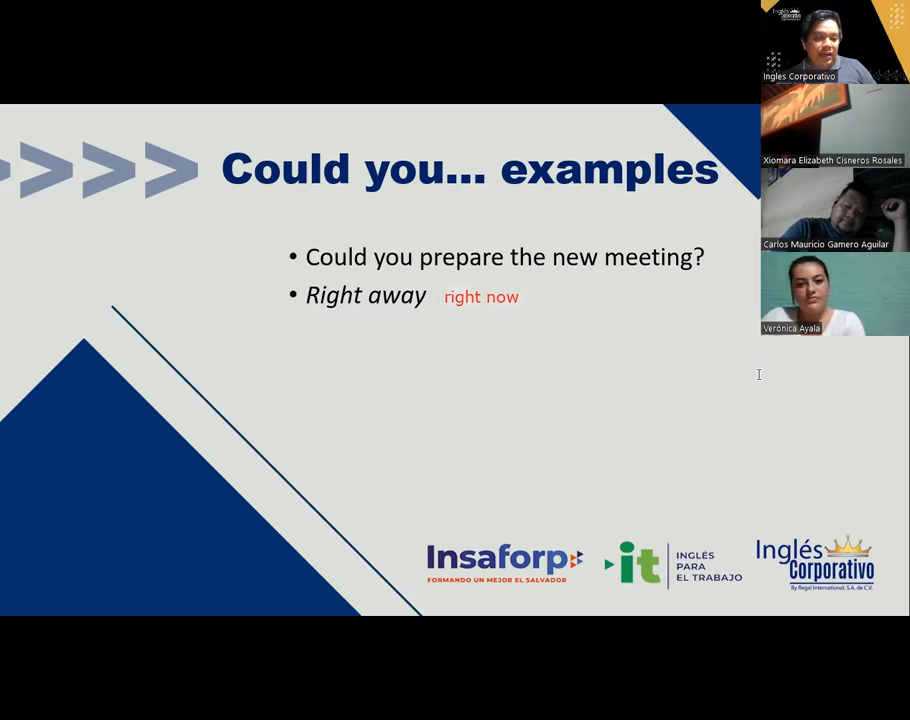 Could you... examples
• Could you prepare the new meeting?
• Right away right now
Insaforp
FORMANDO UN MEJOR EL SALVADOR
it
INGLÉS
PARA
EL TRABAJO
Inglés
Corporativo
By Regal International, S.A. de C.V.
Inglés
Corporativo
Ingles Corporativo
Xiomara Elizabeth Cisneros Rosales
Carlos Mauricio Gamero Aguilar
Verónica Ayala